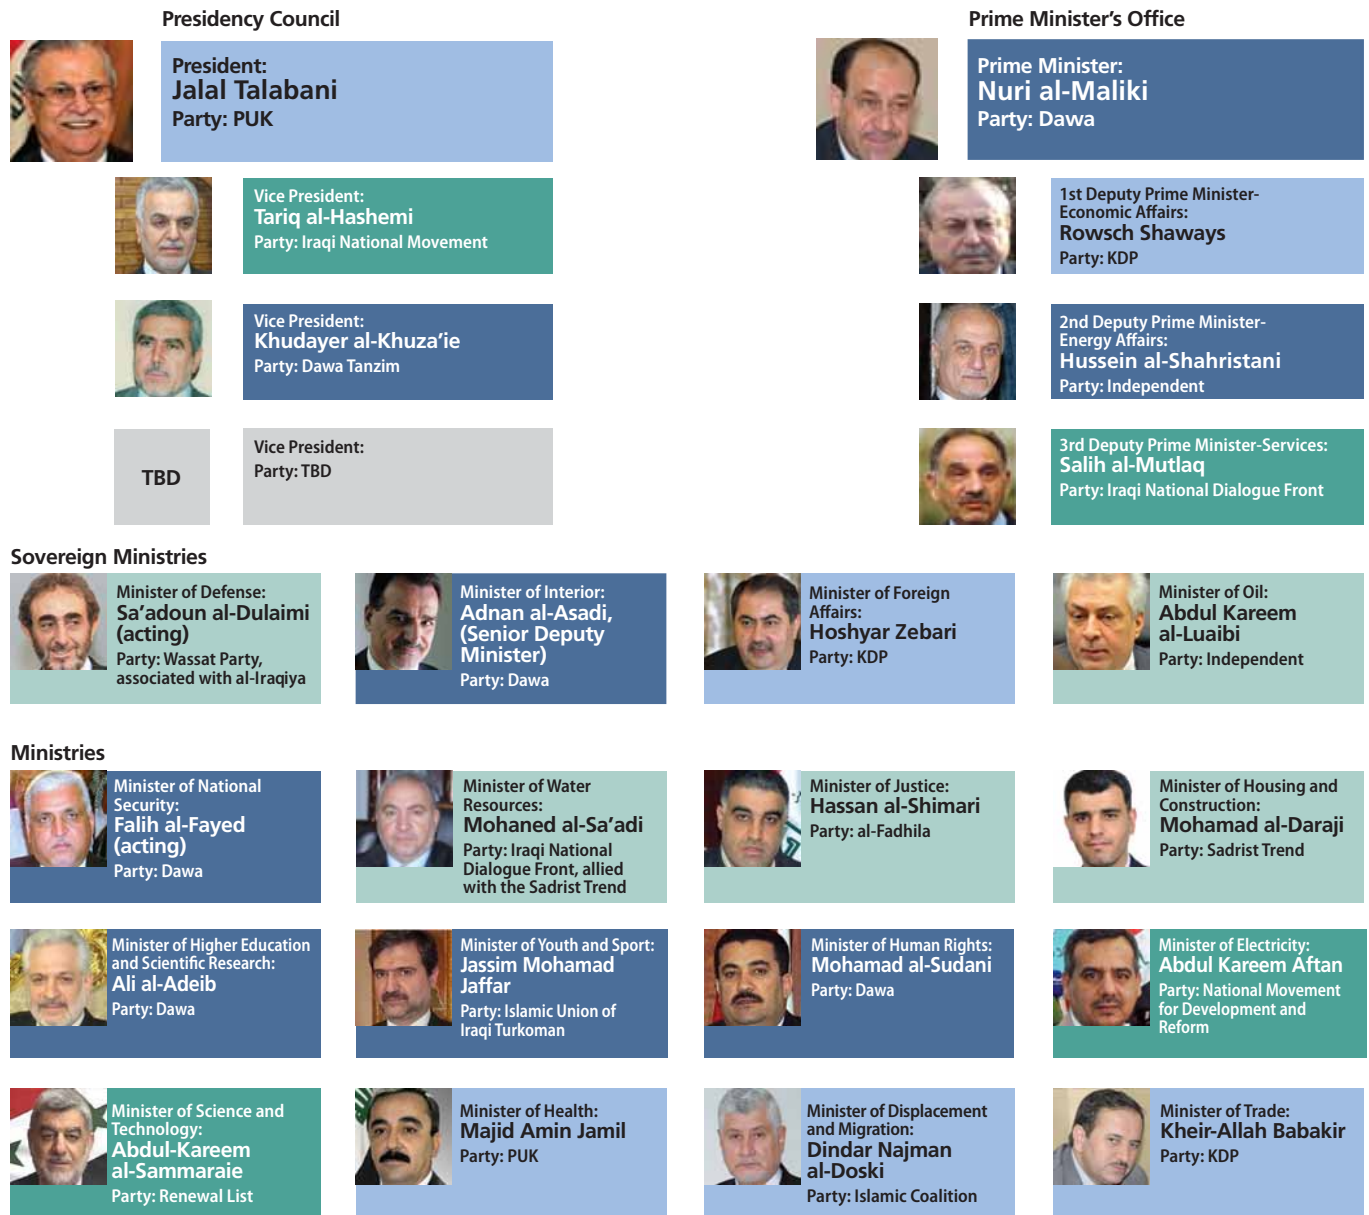 Presidency Council
President:
Jalal Talabani
Party: PUK
Vice President:
Tariq al-Hashemi
Party: Iraqi National Movement
Vice President:
Khudayer al-Khuza’ie
Party: Dawa Tanzim
TBD
Vice President:
Party: TBD
Prime Minister’s Office
Prime Minister:
Nuri al-Maliki
Party: Dawa
1st Deputy Prime Minister-
Economic Affairs:
Rowsch Shaways
Party: KDP
2nd Deputy Prime Minister-
Energy Affairs:
Hussein al-Shahristani
Party: Independent
3rd Deputy Prime Minister-Services:
Salih al-Mutlaq
Party: Iraqi National Dialogue Front
Sovereign Ministries
Minister of Defense:
Sa’adoun al-Dulaimi
(acting)
Party: Wassat Party,
associated with al-Iraqiya
Minister of Interior:
Adnan al-Asadi,
(Senior Deputy
Minister)
Party: Dawa
Minister of Foreign
Affairs:
Hoshyar Zebari
Party: KDP
Minister of Oil:
Abdul Kareem
al-Luaibi
Party: Independent
Ministries
Minister of National
Security:
Falih al-Fayed
(acting)
Party: Dawa
Minister of Water
Resources:
Mohaned al-Sa’adi
Party: Iraqi National
Dialogue Front, allied
with the Sadrist Trend
Minister of Justice:
Hassan al-Shimari
Party: al-Fadhila
Minister of Housing and
Construction:
Mohamad al-Daraji
Party: Sadrist Trend
Minister of Higher Education
and Scientific Research:
Ali al-Adeib
Party: Dawa
Minister of Youth and Sport:
Jassim Mohamad
Jaffar
Party: Islamic Union of
Iraqi Turkoman
Minister of Human Rights:
Mohamad al-Sudani
Party: Dawa
Minister of Electricity:
Abdul Kareem Aftan
Party: National Movement
for Development and
Reform
Minister of Science and
Technology:
Abdul-Kareem
al-Sammaraie
Party: Renewal List
Minister of Health:
Majid Amin Jamil
Party: PUK
Minister of Displacement
and Migration:
Dindar Najman
al-Doski
Party: Islamic Coalition
Minister of Trade:
Kheir-Allah Babakir
Party: KDP